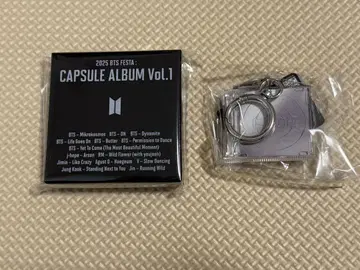 2025 BTS FESTA :
CAPSULE ALBUM Vol.1
BTS – Mikrokosmos BTS – ON BTS – Dynamite
BTS – Life Goes On BTS – Butter BTS – Permission to Dance
BTS – Yet To Come (The Most Beautiful Moment)
j-hope – Arson RM – Wild Flower (with youjeen)
Jimin – Like Crazy Agust D – Haegeum V – Slow Dancing
Jung Kook – Standing Next to You Jin – Running Wild